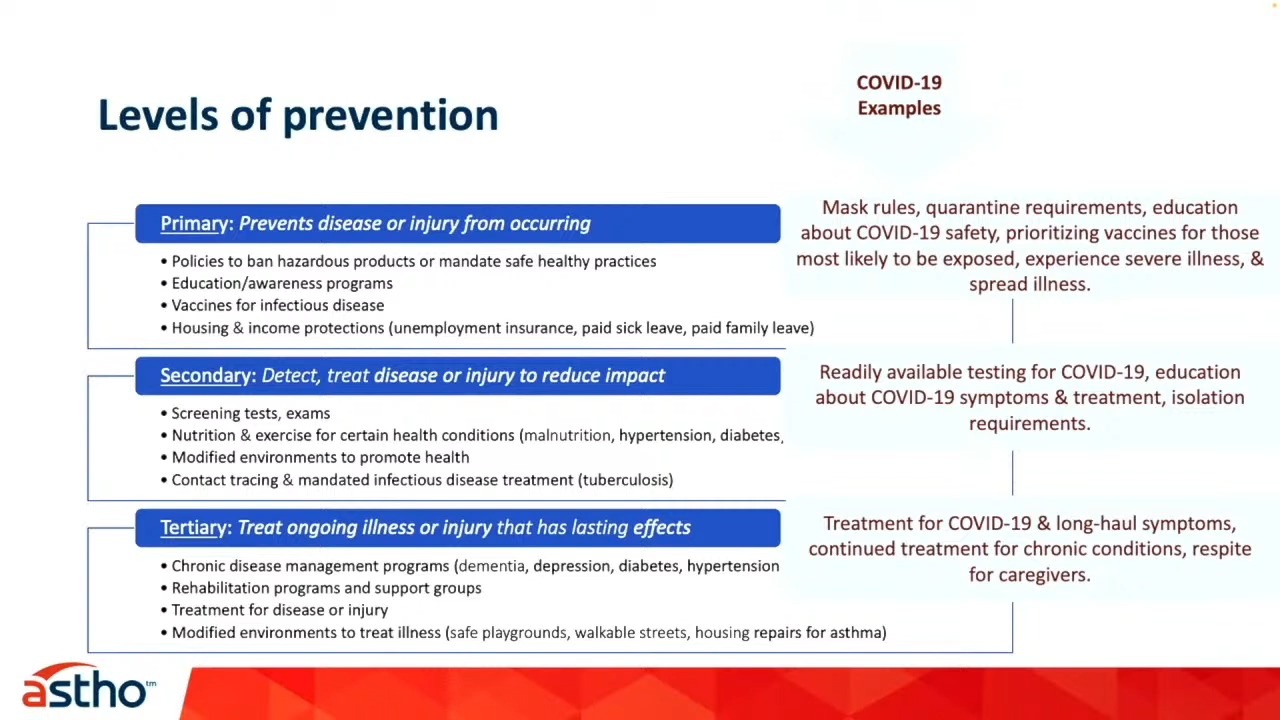 COVID-19
Examples
Levels of prevention
Primary: Prevents disease or injury from occurring
• Policies to ban hazardous products or mandate safe healthy practices
• Education/awareness programs
• Vaccines for infectious disease
• Housing & income protections (unemployment insurance, paid sick leave, paid family leave)
Mask rules, quarantine requirements, education
about COVID-19 safety, prioritizing vaccines for those
most likely to be exposed, experience severe illness, &
spread illness.
Secondary: Detect, treat disease or injury to reduce impact
• Screening tests, exams
• Nutrition & exercise for certain health conditions (malnutrition, hypertension, diabetes,
• Modified environments to promote health
• Contact tracing & mandated infectious disease treatment (tuberculosis)
Readily available testing for COVID-19, education
about COVID-19 symptoms & treatment, isolation
requirements.
Tertiary: Treat ongoing illness or injury that has lasting effects
• Chronic disease management programs (dementia, depression, diabetes, hypertension
• Rehabilitation programs and support groups
• Treatment for disease or injury
• Modified environments to treat illness (safe playgrounds, walkable streets, housing repairs for asthma)
Treatment for COVID-19 & long-haul symptoms,
continued treatment for chronic conditions, respite
for caregivers.
astho™